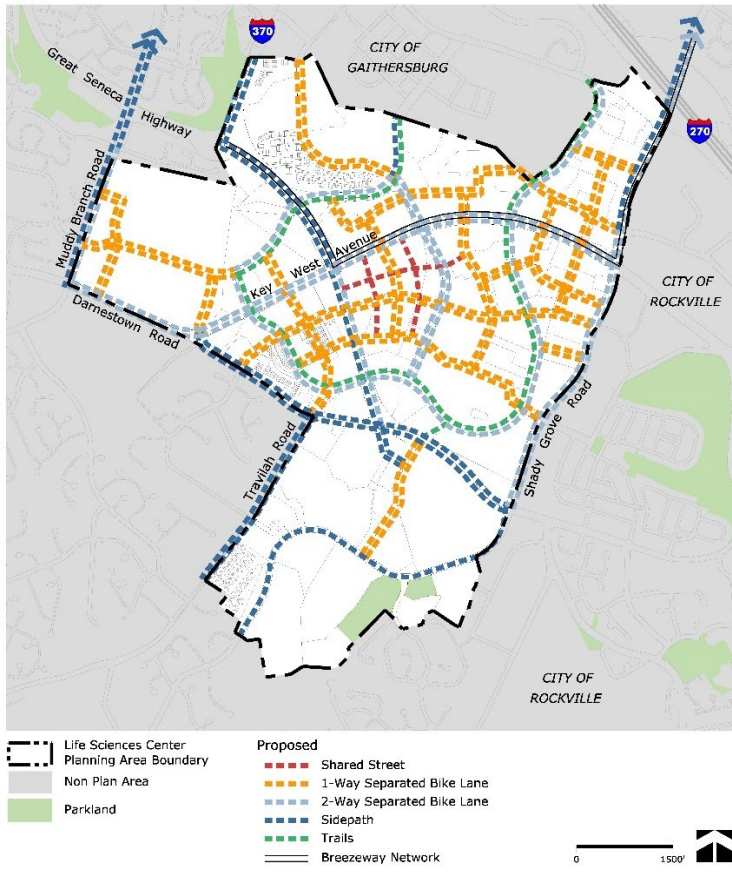 370
CITY OF
GAITHERSBURG
Great Seneca
Highway
270
Muddy Branch Road
Key West Avenue
CITY OF
ROCKVILLE
Darnestown Road
Shady Grove Road
Travilah Road
CITY OF
ROCKVILLE
Life Sciences Center
Planning Area Boundary
Non Plan Area
Parkland
Proposed
Shared Street
1-Way Separated Bike Lane
2-Way Separated Bike Lane
Sidepath
Trails
Breezeway Network
0 1500'